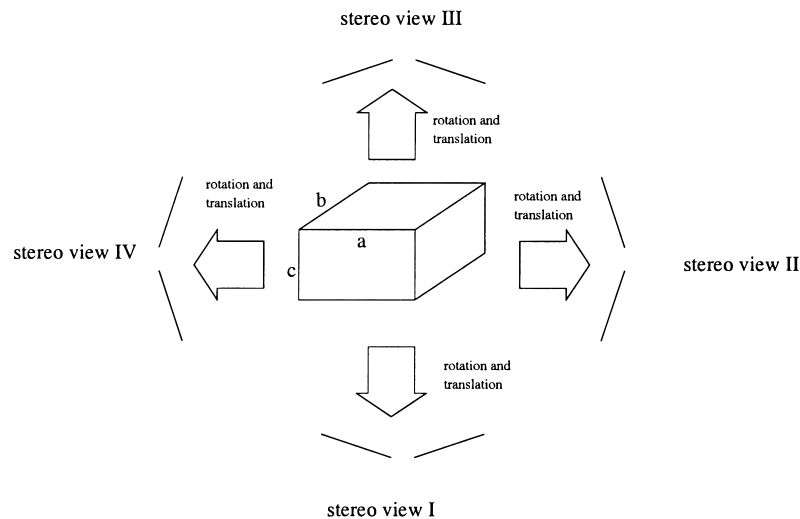 stereo view III
rotation and
translation
rotation and
translation
b
rotation and
translation
a
stereo view IV
c
stereo view II
rotation and
translation
stereo view I